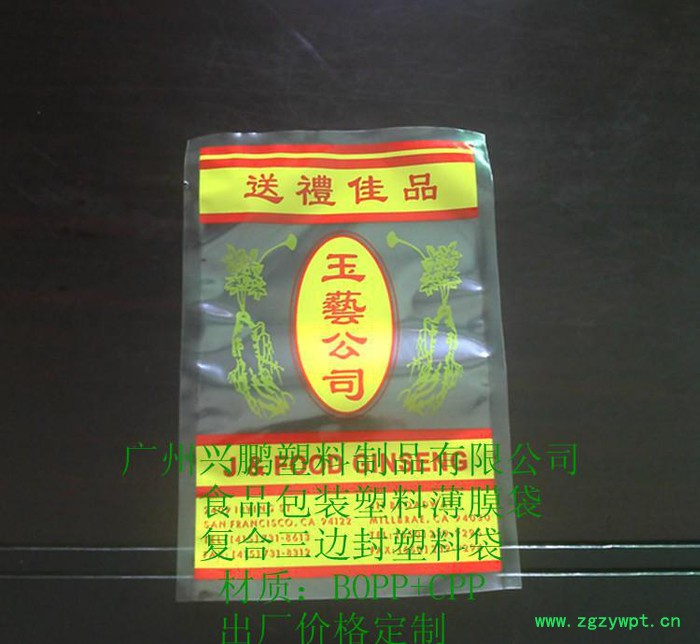 送禮佳品
玉藝公司
广州兴鹏塑料制品有限公司
J & FOOD GINSENG
食品包装塑料薄膜袋
SAN FRANCISCO, CA 94122
MILLBRAE, CA 94030
复合三边封塑料袋
材质：BOPP+CPP
出厂价格定制
www.zgzywpt.cn